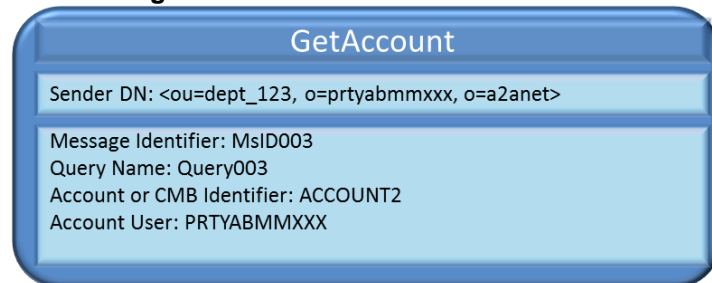 GetAccount
Sender DN: <ou=dept_123, o=prtyabmmxxx, o=a2anet>
Message Identifier: MsID003
Query Name: Query003
Account or CMB Identifier: ACCOUNT2
Account User: PRTYABMMXXX